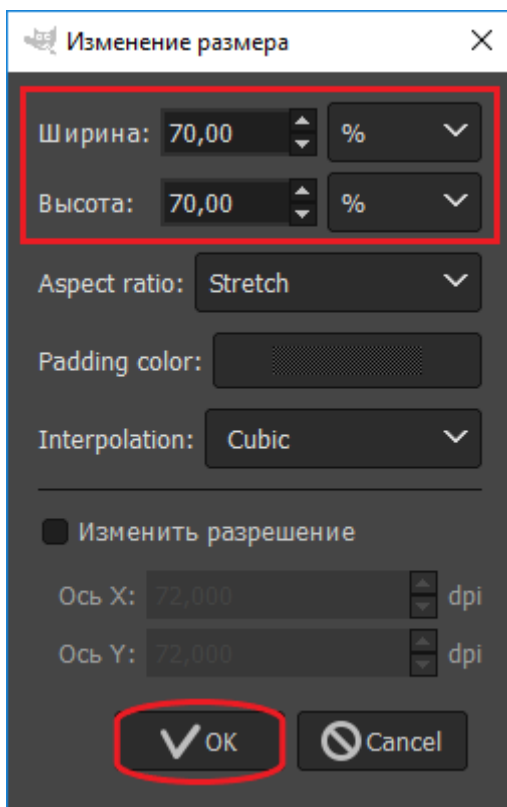 Изменение размера
Ширина: 70,00 %
Высота: 70,00 %
Aspect ratio: Stretch
Padding color:
Interpolation: Cubic
Изменить разрешение
Ось X: 72,000 dpi
Ось Y: 72,000 dpi
OK Cancel